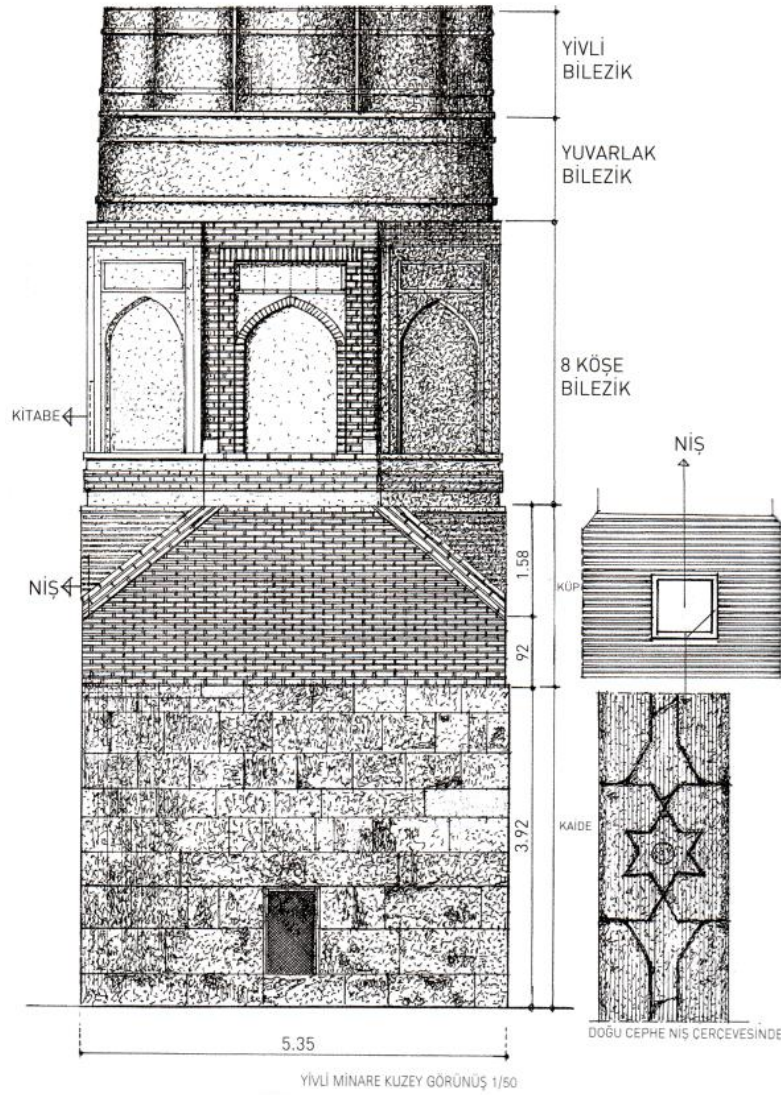 YİVLİ
BİLEZİK
YUVARLAK
BİLEZİK
8 KÖŞE
BİLEZİK
KİTABE
NİŞ
NİŞ
1.58
KÜP
92
3.92
KAİDE
DOĞU CEPHE NİŞ ÇERÇEVESİNDE
5.35
YİVLİ MİNARE KUZEY GÖRÜNÜŞ 1/50